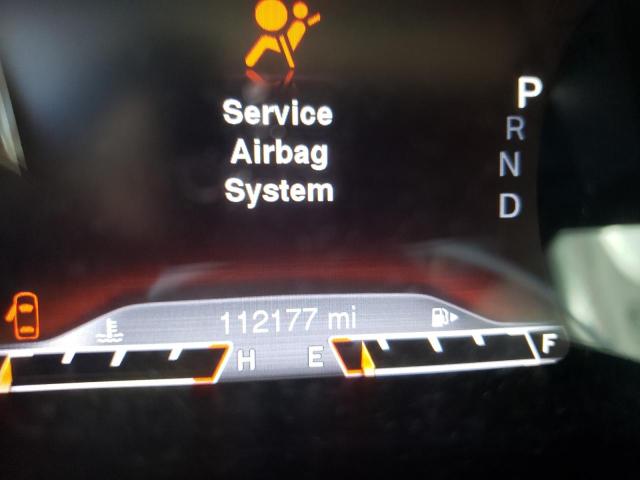 Service
Airbag
System
P
R
N
D
112177 mi
H E F